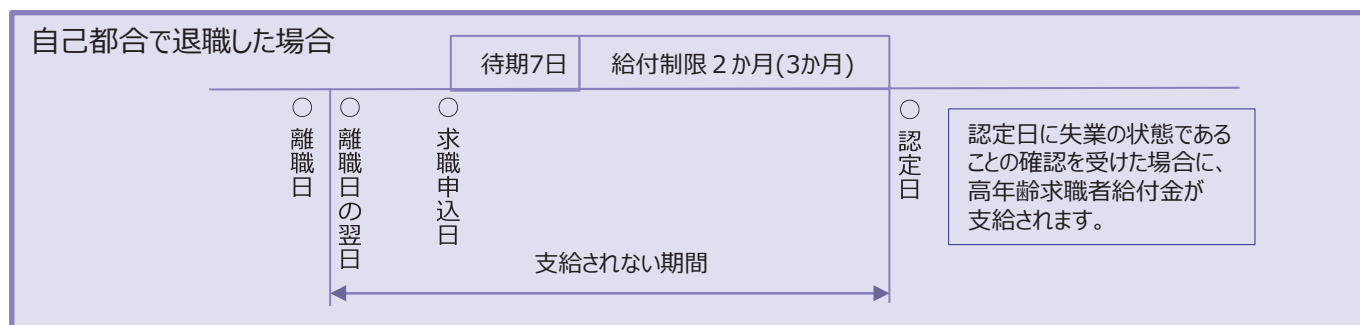 自己都合で退職した場合
待期7日
給付制限２か月(3か月)
○離職日
○離職日の翌日
○求職申込日
○認定日
認定日に失業の状態である
ことの確認を受けた場合に、
高年齢求職者給付金が
支給されます。
支給されない期間